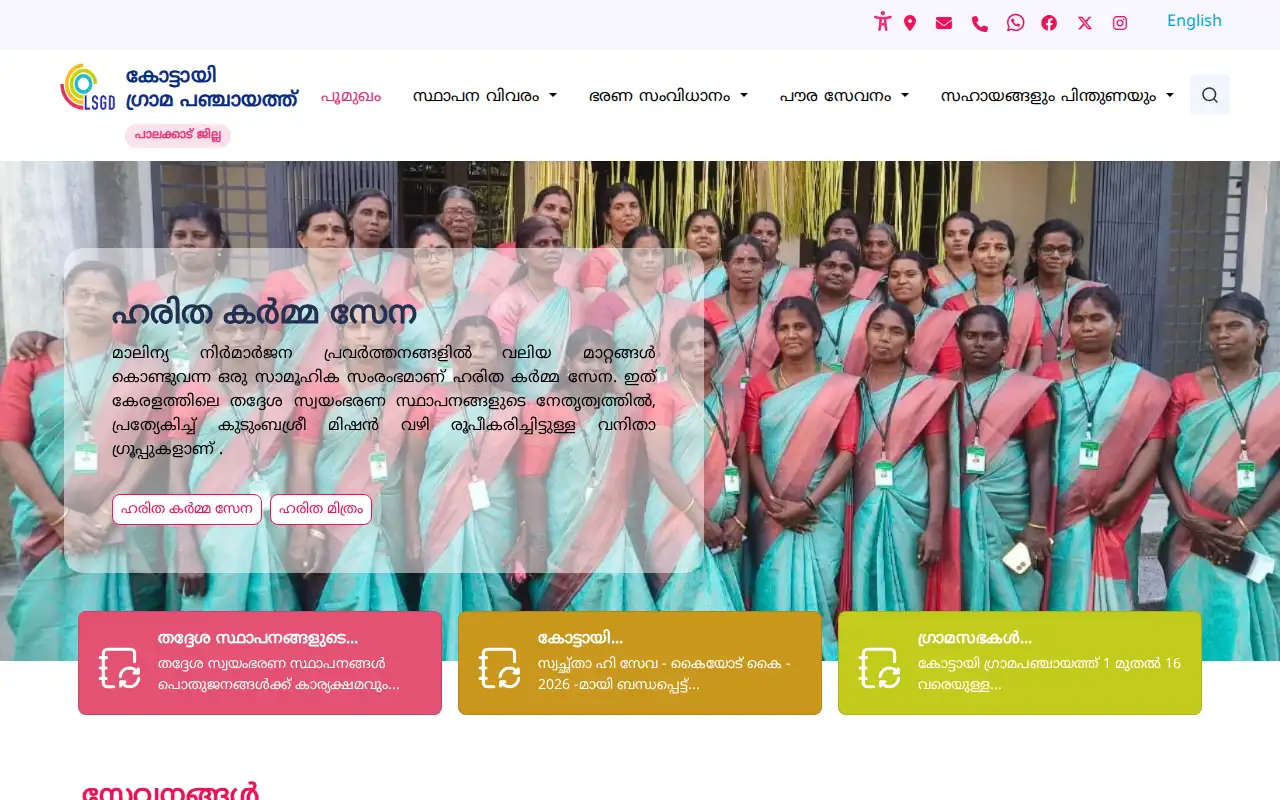 English
LSGD
കോട്ടായി
ഗ്രാമ പഞ്ചായത്ത്
പാലക്കാട് ജില്ല
പൂമുഖം
സ്ഥാപന വിവരം
ഭരണ സംവിധാനം
പൗര സേവനം
സഹായങ്ങളും പിന്തുണയും
ഹരിത കർമ്മ സേന
മാലിന്യ നിർമാർജന പ്രവർത്തനങ്ങളിൽ വലിയ മാറ്റങ്ങൾ
കൊണ്ടുവന്ന ഒരു സാമൂഹിക സംരംഭമാണ് ഹരിത കർമ്മ സേന. ഇത്
കേരളത്തിലെ തദ്ദേശ സ്വയംഭരണ സ്ഥാപനങ്ങളുടെ നേതൃത്വത്തിൽ,
പ്രത്യേകിച്ച് കുടുംബശ്രീ മിഷൻ വഴി രൂപീകരിച്ചിട്ടുള്ള വനിതാ
ഗ്രൂപ്പുകളാണ് .
ഹരിത കർമ്മ സേന
ഹരിത മിത്രം
തദ്ദേശ സ്ഥാപനങ്ങളുടെ...
തദ്ദേശ സ്വയംഭരണ സ്ഥാപനങ്ങൾ
പൊതുജനങ്ങൾക്ക് കാര്യക്ഷമവും...
കോട്ടായി...
സ്വച്ഛ്താ ഹി സേവ - കൈയോട് കൈ -
2026 -മായി ബന്ധപ്പെട്ട്...
ഗ്രാമസഭകൾ...
കോട്ടായി ഗ്രാമപഞ്ചായത്ത് 1 മുതൽ 16
വരെയുള്ള...
സേവനങ്ങൾ